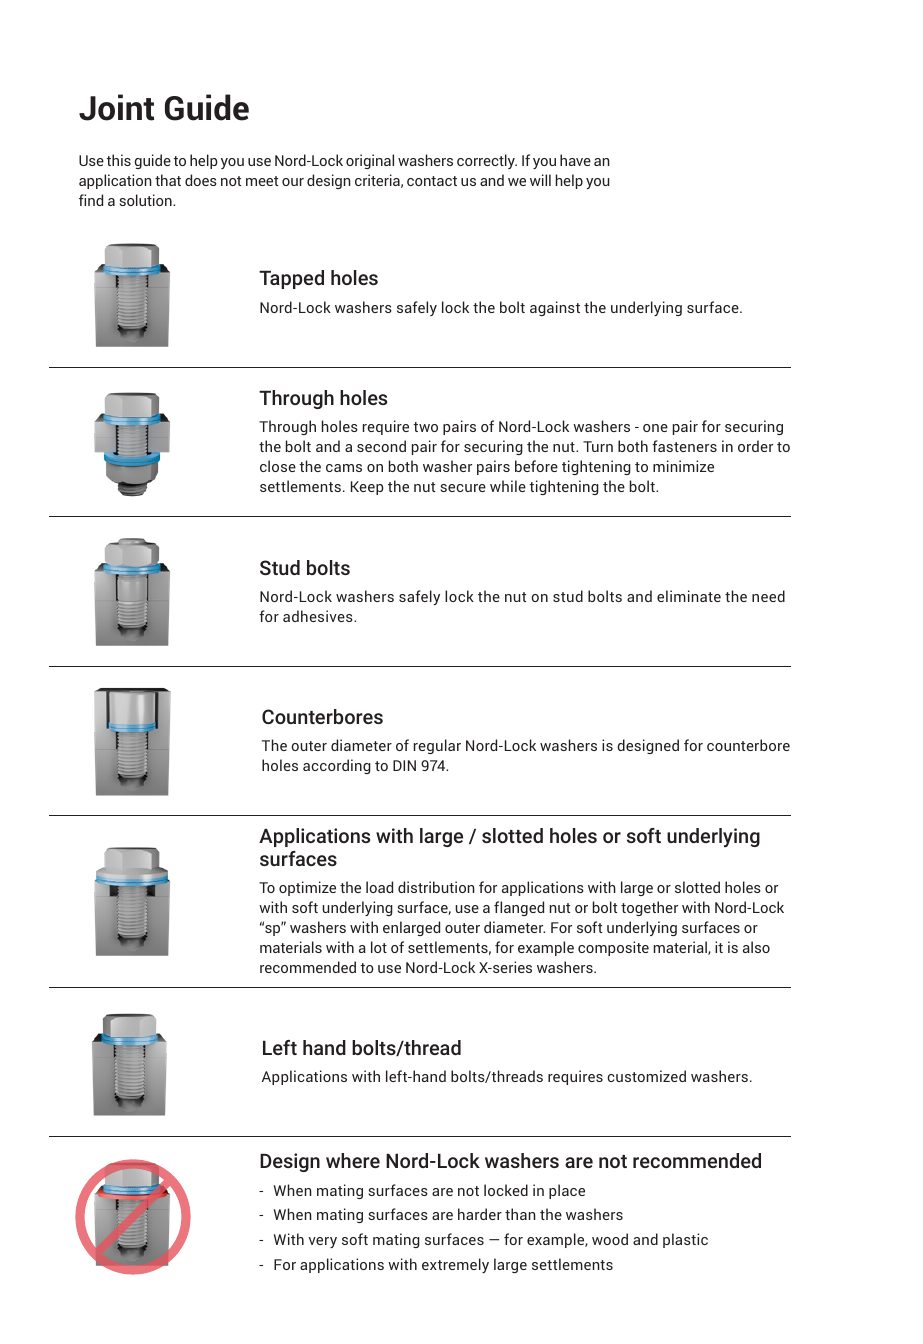 Joint Guide
Use this guide to help you use Nord-Lock original washers correctly. If you have an
application that does not meet our design criteria, contact us and we will help you
find a solution.
Tapped holes
Nord-Lock washers safely lock the bolt against the underlying surface.
Through holes
Through holes require two pairs of Nord-Lock washers - one pair for securing
the bolt and a second pair for securing the nut. Turn both fasteners in order to
close the cams on both washer pairs before tightening to minimize
settlements. Keep the nut secure while tightening the bolt.
Stud bolts
Nord-Lock washers safely lock the nut on stud bolts and eliminate the need
for adhesives.
Counterbores
The outer diameter of regular Nord-Lock washers is designed for counterbore
holes according to DIN 974.
Applications with large / slotted holes or soft underlying
surfaces
To optimize the load distribution for applications with large or slotted holes or
with soft underlying surface, use a flanged nut or bolt together with Nord-Lock
“sp” washers with enlarged outer diameter. For soft underlying surfaces or
materials with a lot of settlements, for example composite material, it is also
recommended to use Nord-Lock X-series washers.
Left hand bolts/thread
Applications with left-hand bolts/threads requires customized washers.
Design where Nord-Lock washers are not recommended
- When mating surfaces are not locked in place
- When mating surfaces are harder than the washers
- With very soft mating surfaces — for example, wood and plastic
- For applications with extremely large settlements